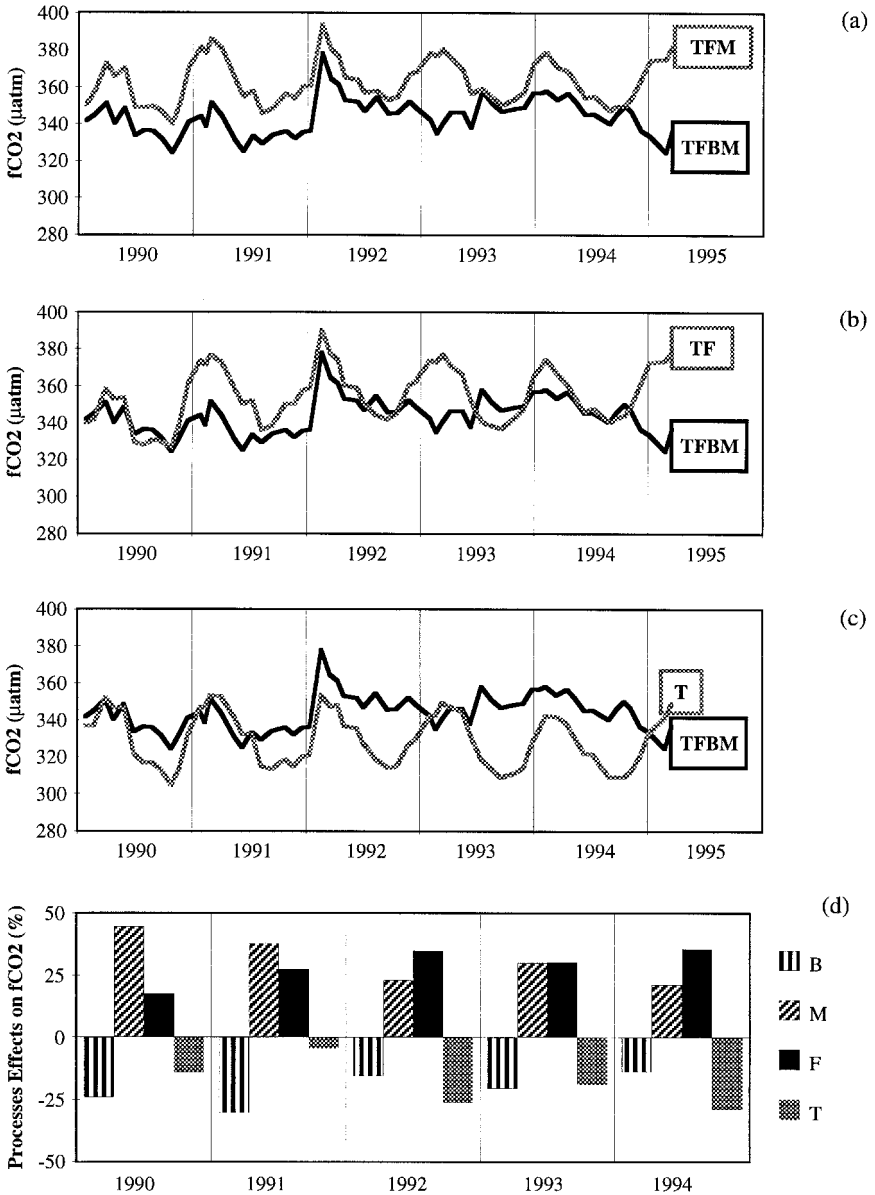 (a)
400
380
360
340
320
300
280
fCO2 (µatm)
TFM
TFBM
1990 1991 1992 1993 1994 1995
(b)
400
380
360
340
320
300
280
fCO2 (µatm)
TF
TFBM
1990 1991 1992 1993 1994 1995
(c)
400
380
360
340
320
300
280
fCO2 (µatm)
T
TFBM
1990 1991 1992 1993 1994 1995
(d)
50
25
0
-25
-50
Processes Effects on fCO2 (%)
B
M
F
T
1990 1991 1992 1993 1994